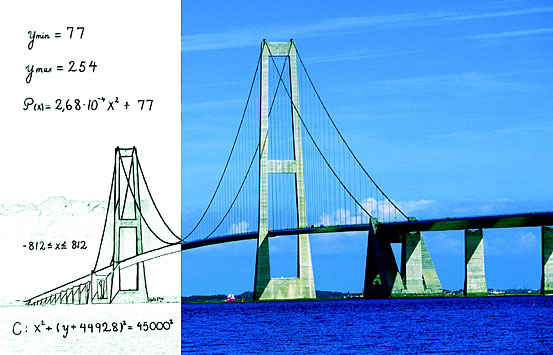 ymin = 77
ymax = 254
P(x) = 2,68·10⁻⁴ x² + 77
-812 ≤ x ≤ 812
C: x² + (y + 44928)² = 45000²